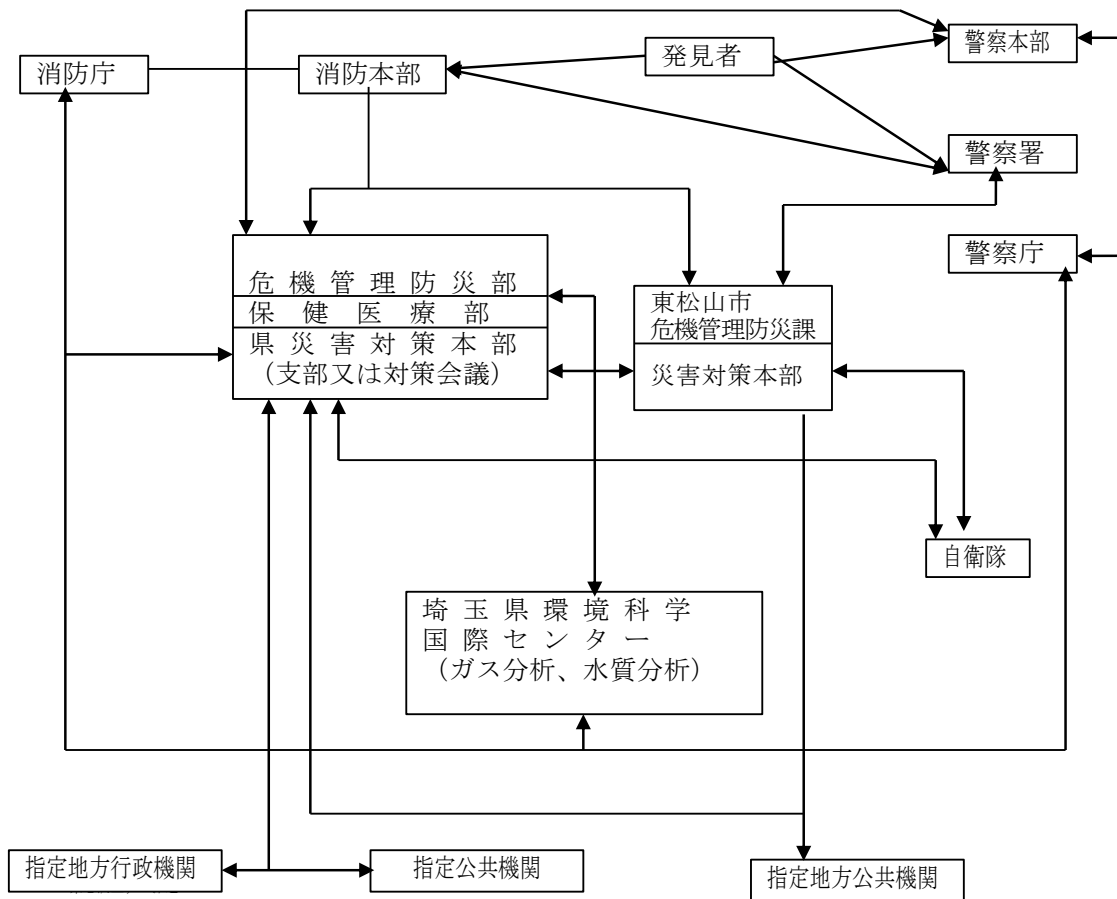 警察本部
発見者
消防庁
消防本部
警察署
警察庁
危機管理防災部
保健医療部
県災害対策本部
（支部又は対策会議）
東松山市
危機管理防災課
災害対策本部
自衛隊
埼玉県環境科学
国際センター
（ガス分析、水質分析）
指定地方行政機関
指定公共機関
指定地方公共機関